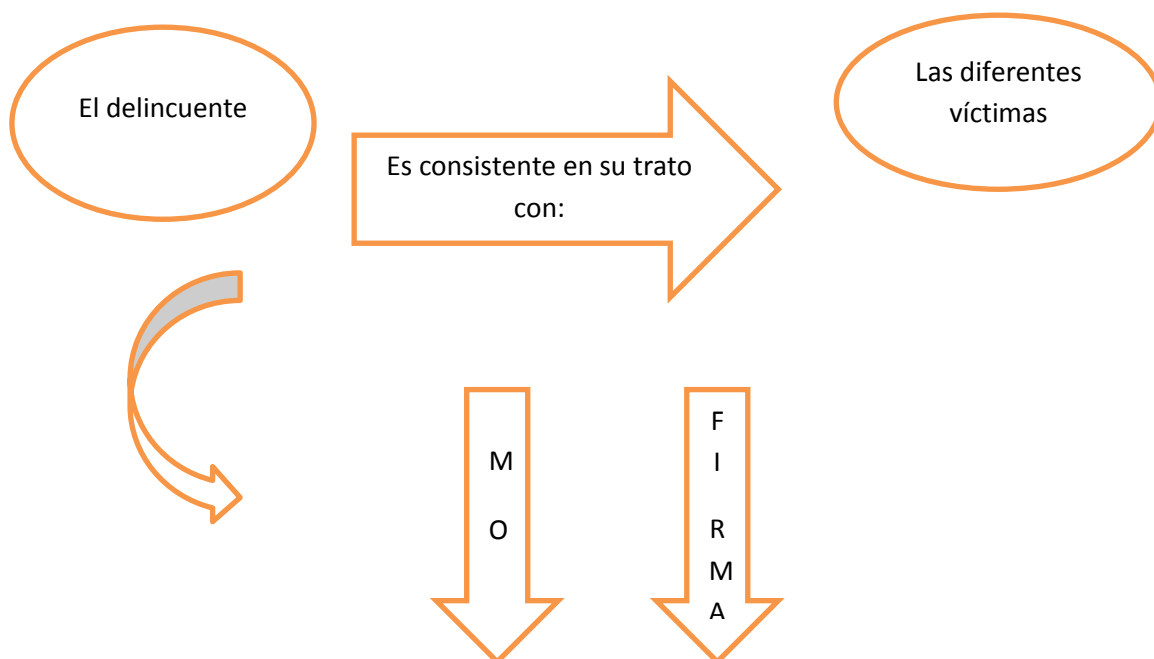 El delincuente
Las diferentes
víctimas
Es consistente en su trato
con:
M
O
F
I
R
M
A